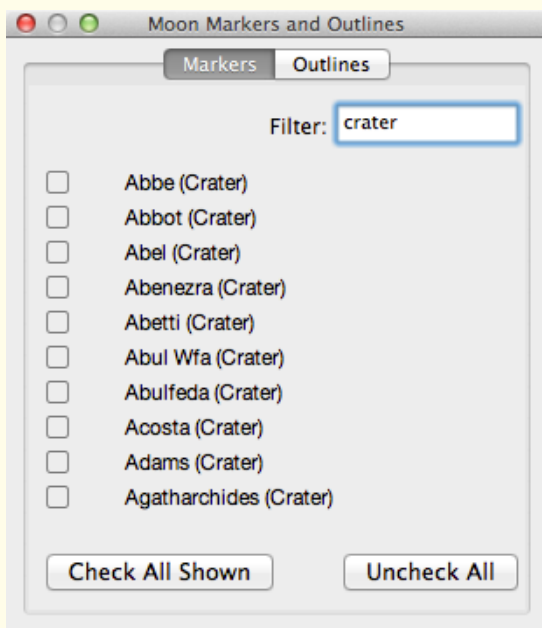 Moon Markers and Outlines
Markers Outlines
Filter: crater
Abbe (Crater)
Abbot (Crater)
Abel (Crater)
Abenezra (Crater)
Abetti (Crater)
Abul Wfa (Crater)
Abulfeda (Crater)
Acosta (Crater)
Adams (Crater)
Agatharchides (Crater)
Check All Shown Uncheck All